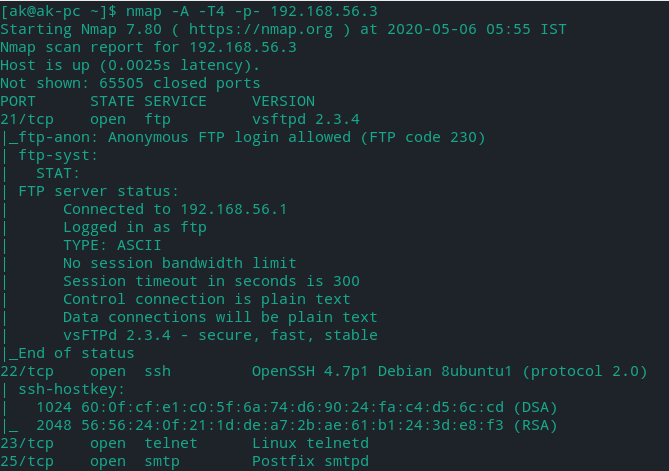 [ak@ak-pc ~]$ nmap -A -T4 -p- 192.168.56.3
Starting Nmap 7.80 ( https://nmap.org ) at 2020-05-06 05:55 IST
Nmap scan report for 192.168.56.3
Host is up (0.0025s latency).
Not shown: 65505 closed ports
PORT      STATE SERVICE     VERSION
21/tcp    open  ftp         vsftpd 2.3.4
|_ftp-anon: Anonymous FTP login allowed (FTP code 230)
| ftp-syst:
|   STAT:
| FTP server status:
|      Connected to 192.168.56.1
|      Logged in as ftp
|      TYPE: ASCII
|      No session bandwidth limit
|      Session timeout in seconds is 300
|      Control connection is plain text
|      Data connections will be plain text
|      vsFTPd 2.3.4 - secure, fast, stable
|_End of status
22/tcp    open  ssh         OpenSSH 4.7p1 Debian 8ubuntu1 (protocol 2.0)
| ssh-hostkey:
|   1024 60:0f:cf:e1:c0:5f:6a:74:d6:90:24:fa:c4:d5:6c:cd (DSA)
|_  2048 56:56:24:0f:21:1d:de:a7:2b:ae:61:b1:24:3d:e8:f3 (RSA)
23/tcp    open  telnet      Linux telnetd
25/tcp    open  smtp        Postfix smtpd